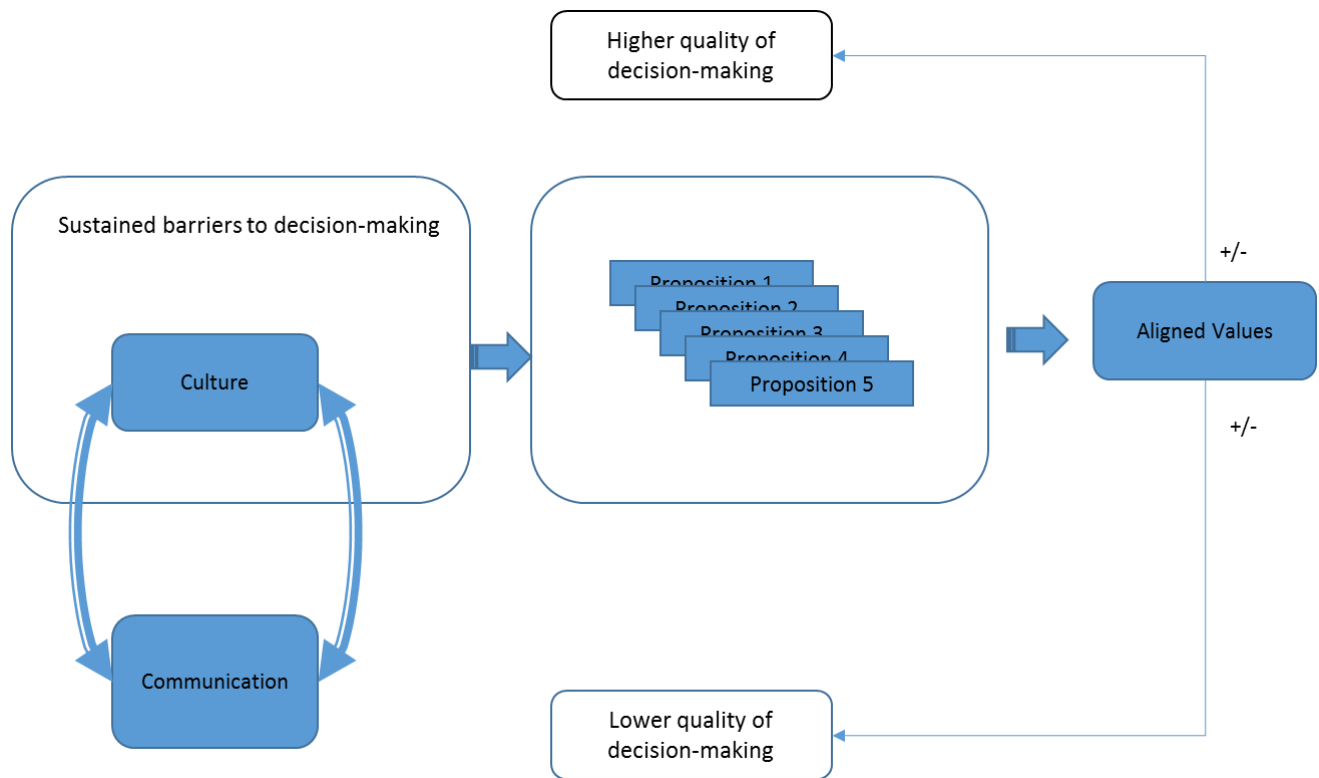 Higher quality of
decision-making
Sustained barriers to decision-making
+/-
Proposition 1
Proposition 2
Proposition 3
Proposition 4
Proposition 5
Aligned Values
Culture
+/-
Communication
Lower quality of
decision-making